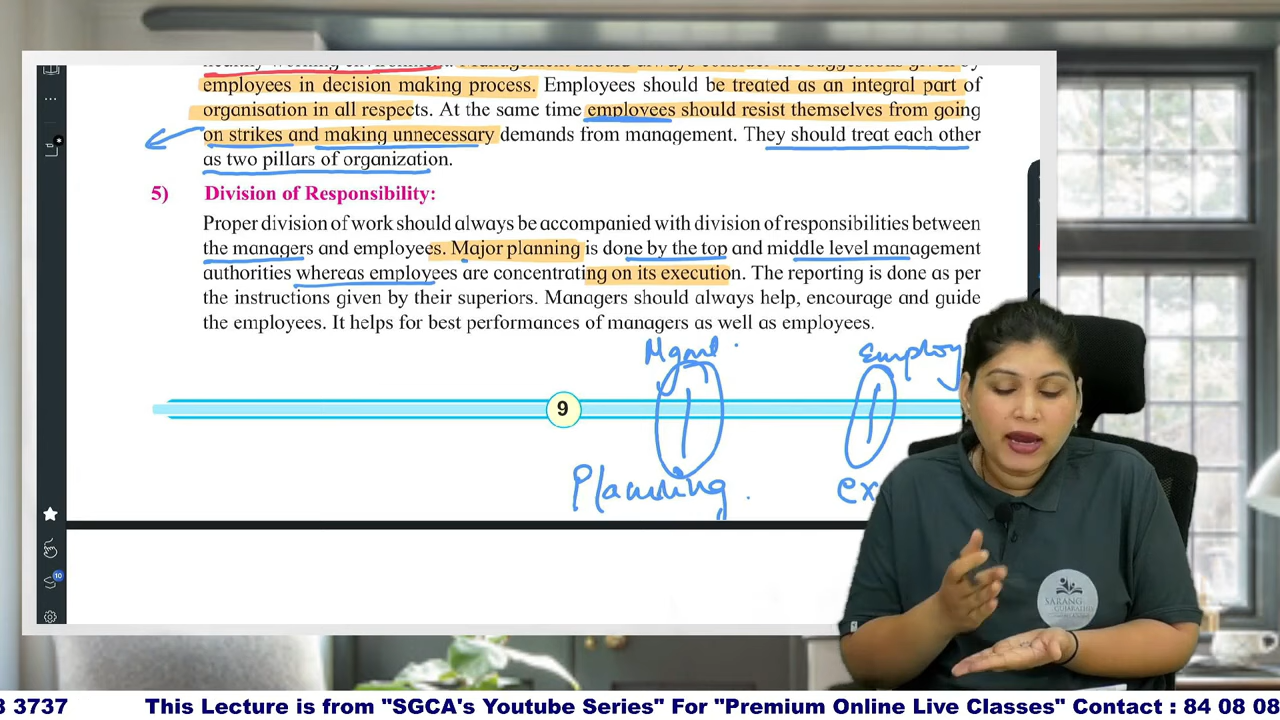 employees in decision making process. Employees should be treated as an integral part of
organisation in all respects. At the same time employees should resist themselves from going
on strikes and making unnecessary demands from management. They should treat each other
as two pillars of organization.
5) Division of Responsibility:
Proper division of work should always be accompanied with division of responsibilities between
the managers and employees. Major planning is done by the top and middle level management
authorities whereas employees are concentrating on its execution. The reporting is done as per
the instructions given by their superiors. Managers should always help, encourage and guide
the employees. It helps for best performances of managers as well as employees.
Mgmt. Employ
9
Planning. ex
10
SARANG
3 3737 This Lecture is from "SGCA's Youtube Series" For "Premium Online Live Classes" Contact : 84 08 08